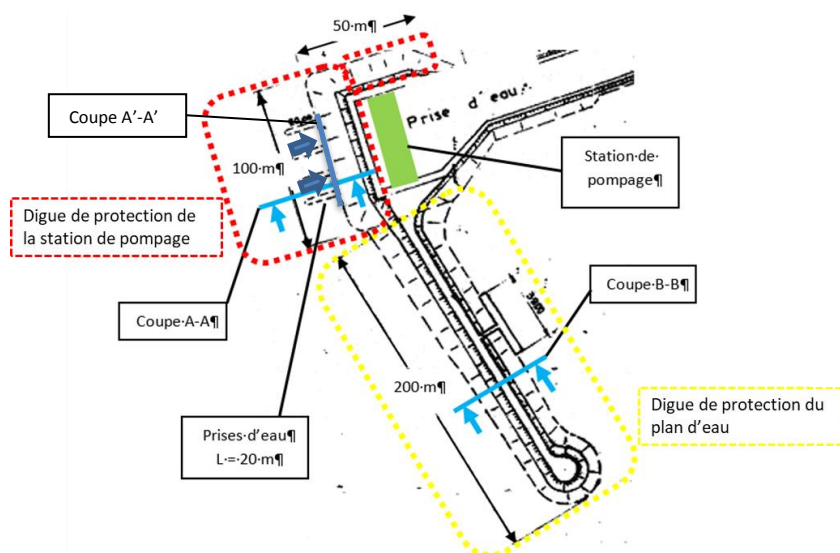 50·m¶
Coupe A'-A'
Prise d'eau
100·m¶
Station·de·
pompage¶
Digue de protection de
la station de pompage
Coupe·A-A¶
Coupe·B-B¶
200·m¶
Prises·d'eau¶
L·=·20·m¶
Digue de protection du
plan d'eau